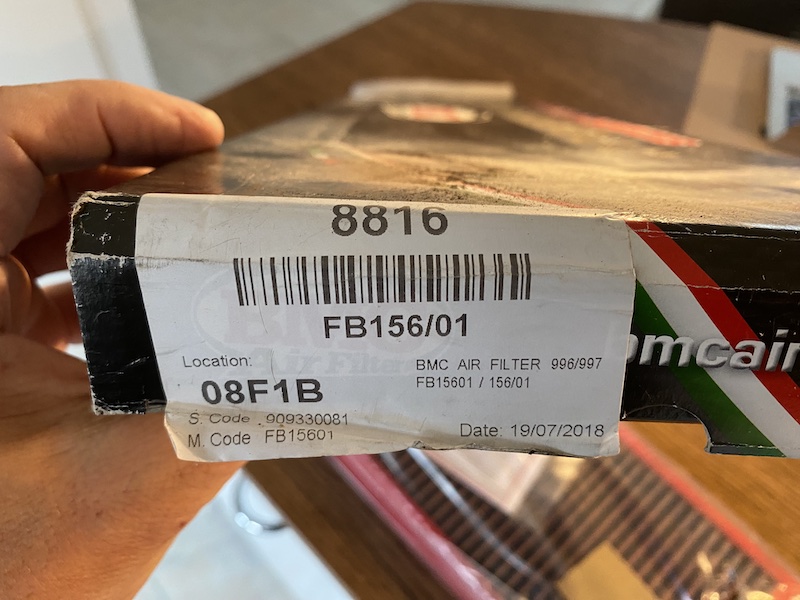 8816
FB156/01
Location:
08F1B
BMC AIR FILTER 996/997
FB15601 / 156/01
S. Code 909330081
M. Code FB15601
Date: 19/07/2018
bmcair